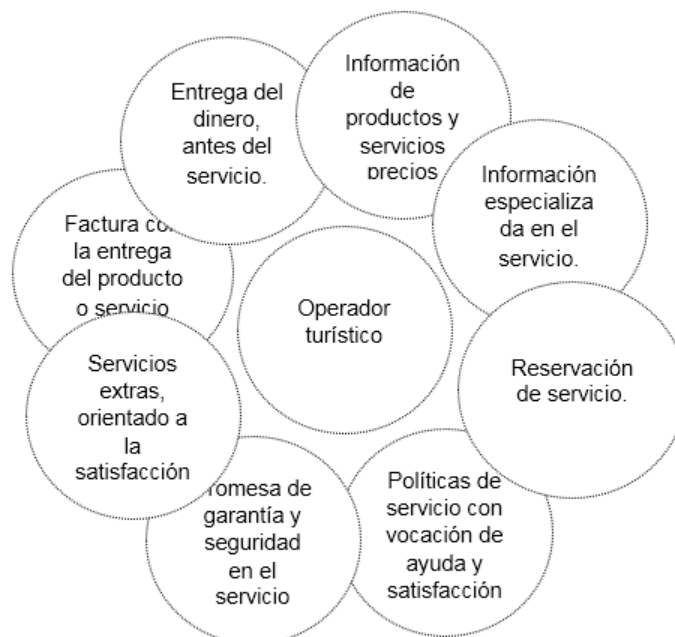 Información
de
productos y
servicios
precios
Información
especializa
da en el
servicio.
Reservación
de servicio.
Políticas de
servicio con
vocación de
ayuda y
satisfacción
romesa de
garantía y
seguridad
en el
servicio
Servicios
extras,
orientado a
la
satisfacción
Factura con
la entrega
del producto
o servicio
Entrega del
dinero,
antes del
servicio.
Operador
turístico